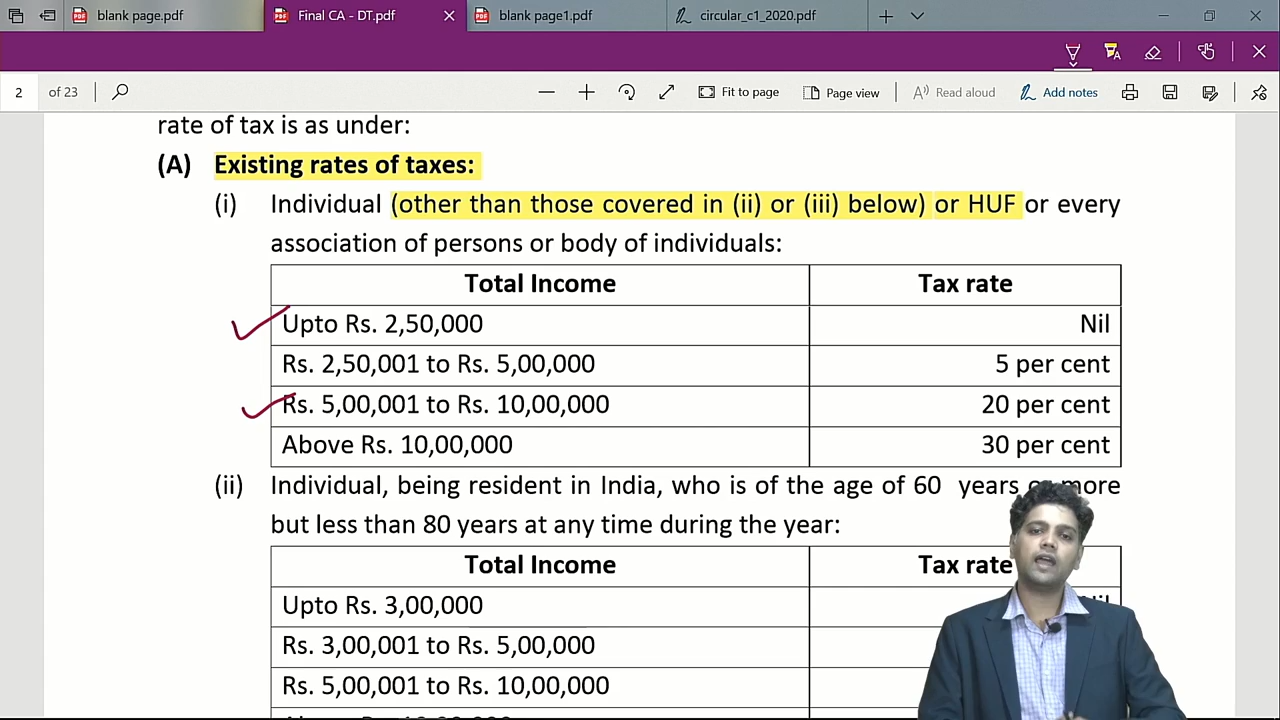 blank page.pdf
Final CA - DT.pdf
blank page1.pdf
circular_c1_2020.pdf
2 of 23
Fit to page
Page view
Read aloud
Add notes
rate of tax is as under:
(A) Existing rates of taxes:
(i) Individual (other than those covered in (ii) or (iii) below) or HUF or every
association of persons or body of individuals:
Total Income Tax rate
Upto Rs. 2,50,000 Nil
Rs. 2,50,001 to Rs. 5,00,000 5 per cent
Rs. 5,00,001 to Rs. 10,00,000 20 per cent
Above Rs. 10,00,000 30 per cent
(ii) Individual, being resident in India, who is of the age of 60 years or more
but less than 80 years at any time during the year:
Total Income Tax rate
Upto Rs. 3,00,000 Nil
Rs. 3,00,001 to Rs. 5,00,000
Rs. 5,00,001 to Rs. 10,00,000